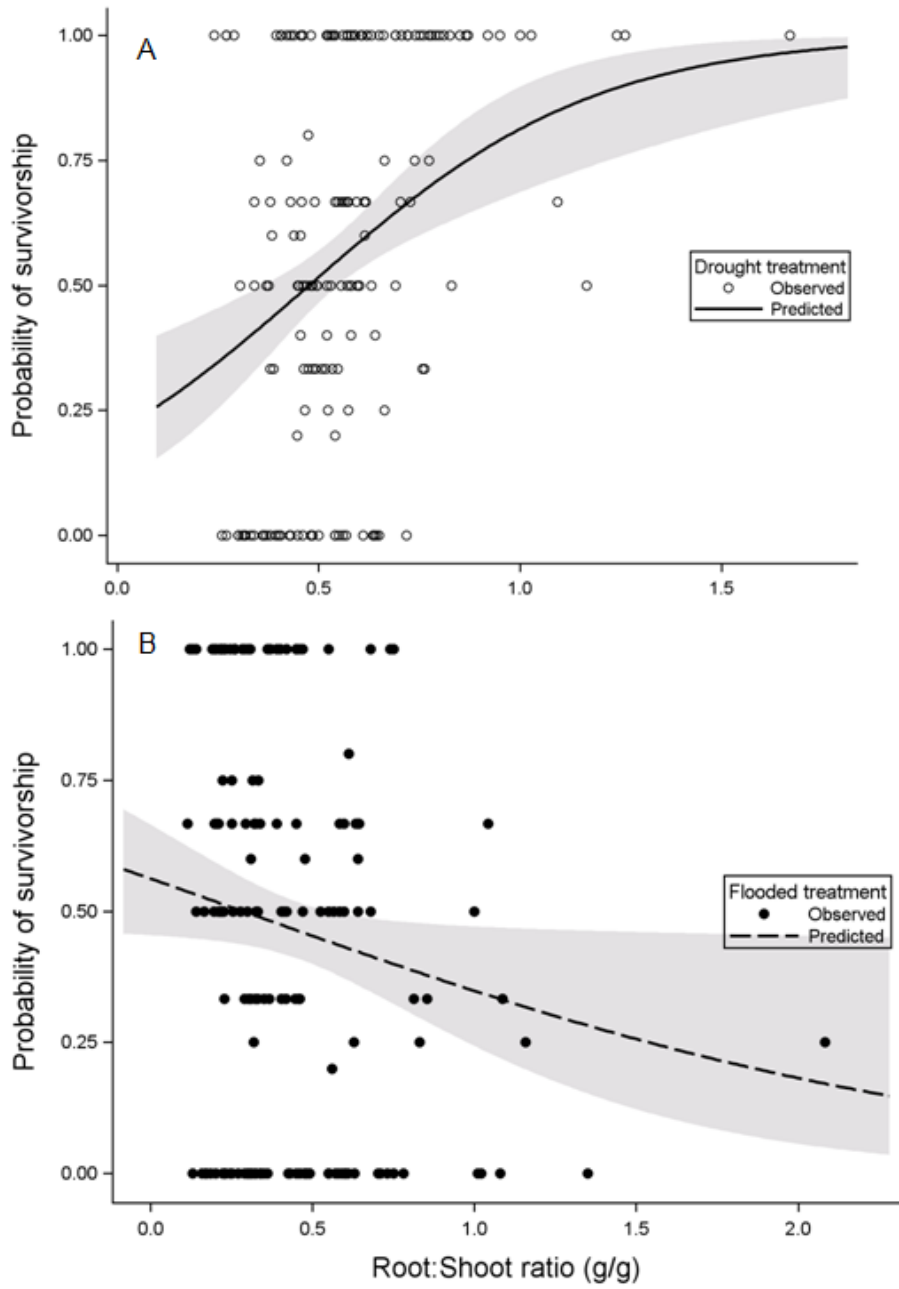 A
Probability of survivorship
1.00
0.75
0.50
0.25
0.00
Drought treatment
Observed
Predicted
0.0 0.5 1.0 1.5
B
Probability of survivorship
1.00
0.75
0.50
0.25
0.00
Flooded treatment
Observed
Predicted
0.0 0.5 1.0 1.5 2.0
Root:Shoot ratio (g/g)